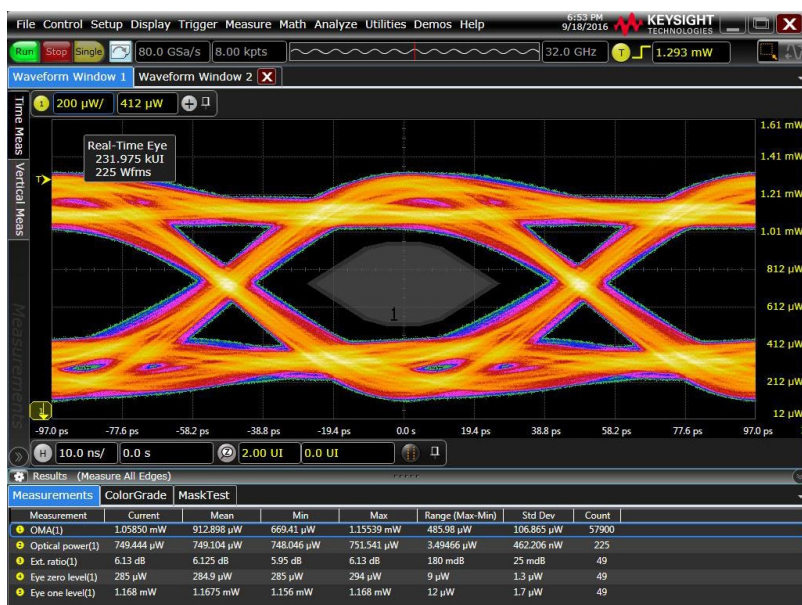 File Control Setup Display Trigger Measure Math Analyze Utilities Demos Help 6:53 PM 9/18/2016 KEYSIGHT TECHNOLOGIES X
Run Stop Single 80.0 GSa/s 8.00 kpts 32.0 GHz T 1.293 mW
Waveform Window 1 Waveform Window 2 X
1 200 µW/ 412 µW +
Time Meas
Vertical Meas
Measurements
Real-Time Eye
231.975 kUI
225 Wfms
T
1.61 mW
1.41 mW
1.21 mW
1.01 mW
812 µW
612 µW
412 µW
212 µW
12 µW
1
1
-97.0 ps -77.6 ps -58.2 ps -38.8 ps -19.4 ps 0.0 s 19.4 ps 38.8 ps 58.2 ps 77.6 ps 97.0 ps
H 10.0 ns/ 0.0 s 2.00 UI 0.0 UI
Results (Measure All Edges)
Measurements ColorGrade MaskTest
Measurement Current Mean Min Max Range (Max-Min) Std Dev Count
1 OMA(1) 1.05850 mW 912.898 µW 669.41 µW 1.15539 mW 485.98 µW 106.865 µW 57900
2 Optical power(1) 749.444 µW 749.104 µW 748.046 µW 751.541 µW 3.49466 µW 462.206 nW 225
3 Ext. ratio(1) 6.13 dB 6.125 dB 5.95 dB 6.13 dB 180 mdB 25 mdB 49
4 Eye zero level(1) 285 µW 284.9 µW 285 µW 294 µW 9 µW 1.3 µW 49
5 Eye one level(1) 1.168 mW 1.1675 mW 1.156 mW 1.168 mW 12 µW 1.7 µW 49